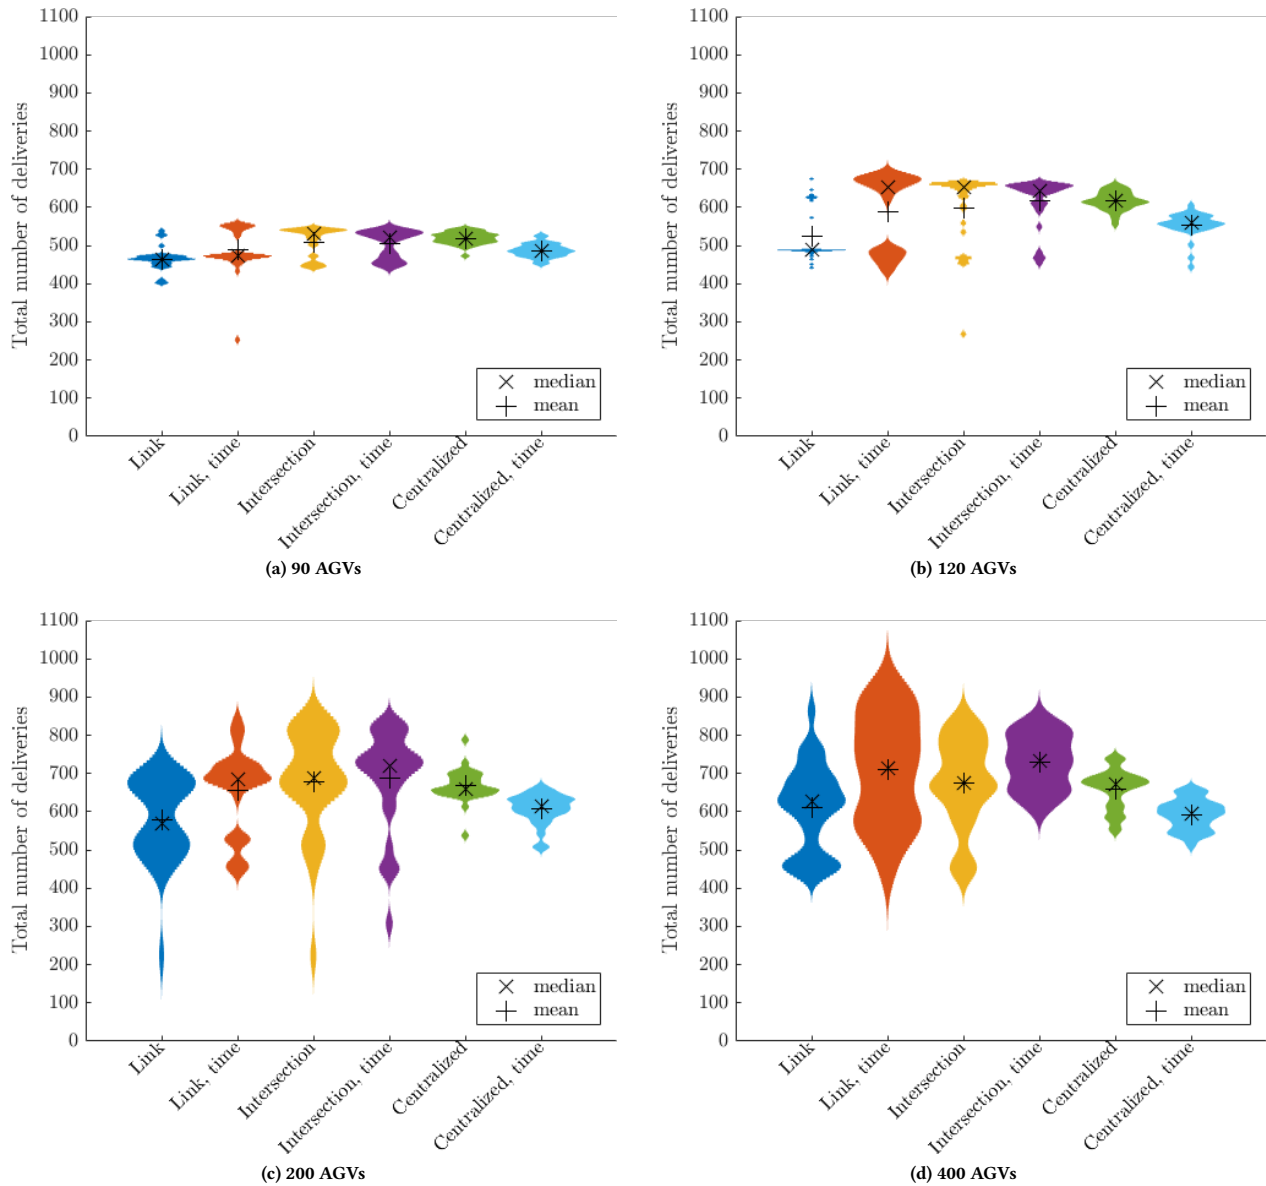 1100
1000
900
800
700
600
500
400
300
200
100
0
Total number of deliveries
median
mean
Link
Link, time
Intersection
Intersection, time
Centralized
Centralized, time
(a) 90 AGVs
1100
1000
900
800
700
600
500
400
300
200
100
0
Total number of deliveries
median
mean
Link
Link, time
Intersection
Intersection, time
Centralized
Centralized, time
(b) 120 AGVs
1100
1000
900
800
700
600
500
400
300
200
100
0
Total number of deliveries
median
mean
Link
Link, time
Intersection
Intersection, time
Centralized
Centralized, time
(c) 200 AGVs
1100
1000
900
800
700
600
500
400
300
200
100
0
Total number of deliveries
median
mean
Link
Link, time
Intersection
Intersection, time
Centralized
Centralized, time
(d) 400 AGVs